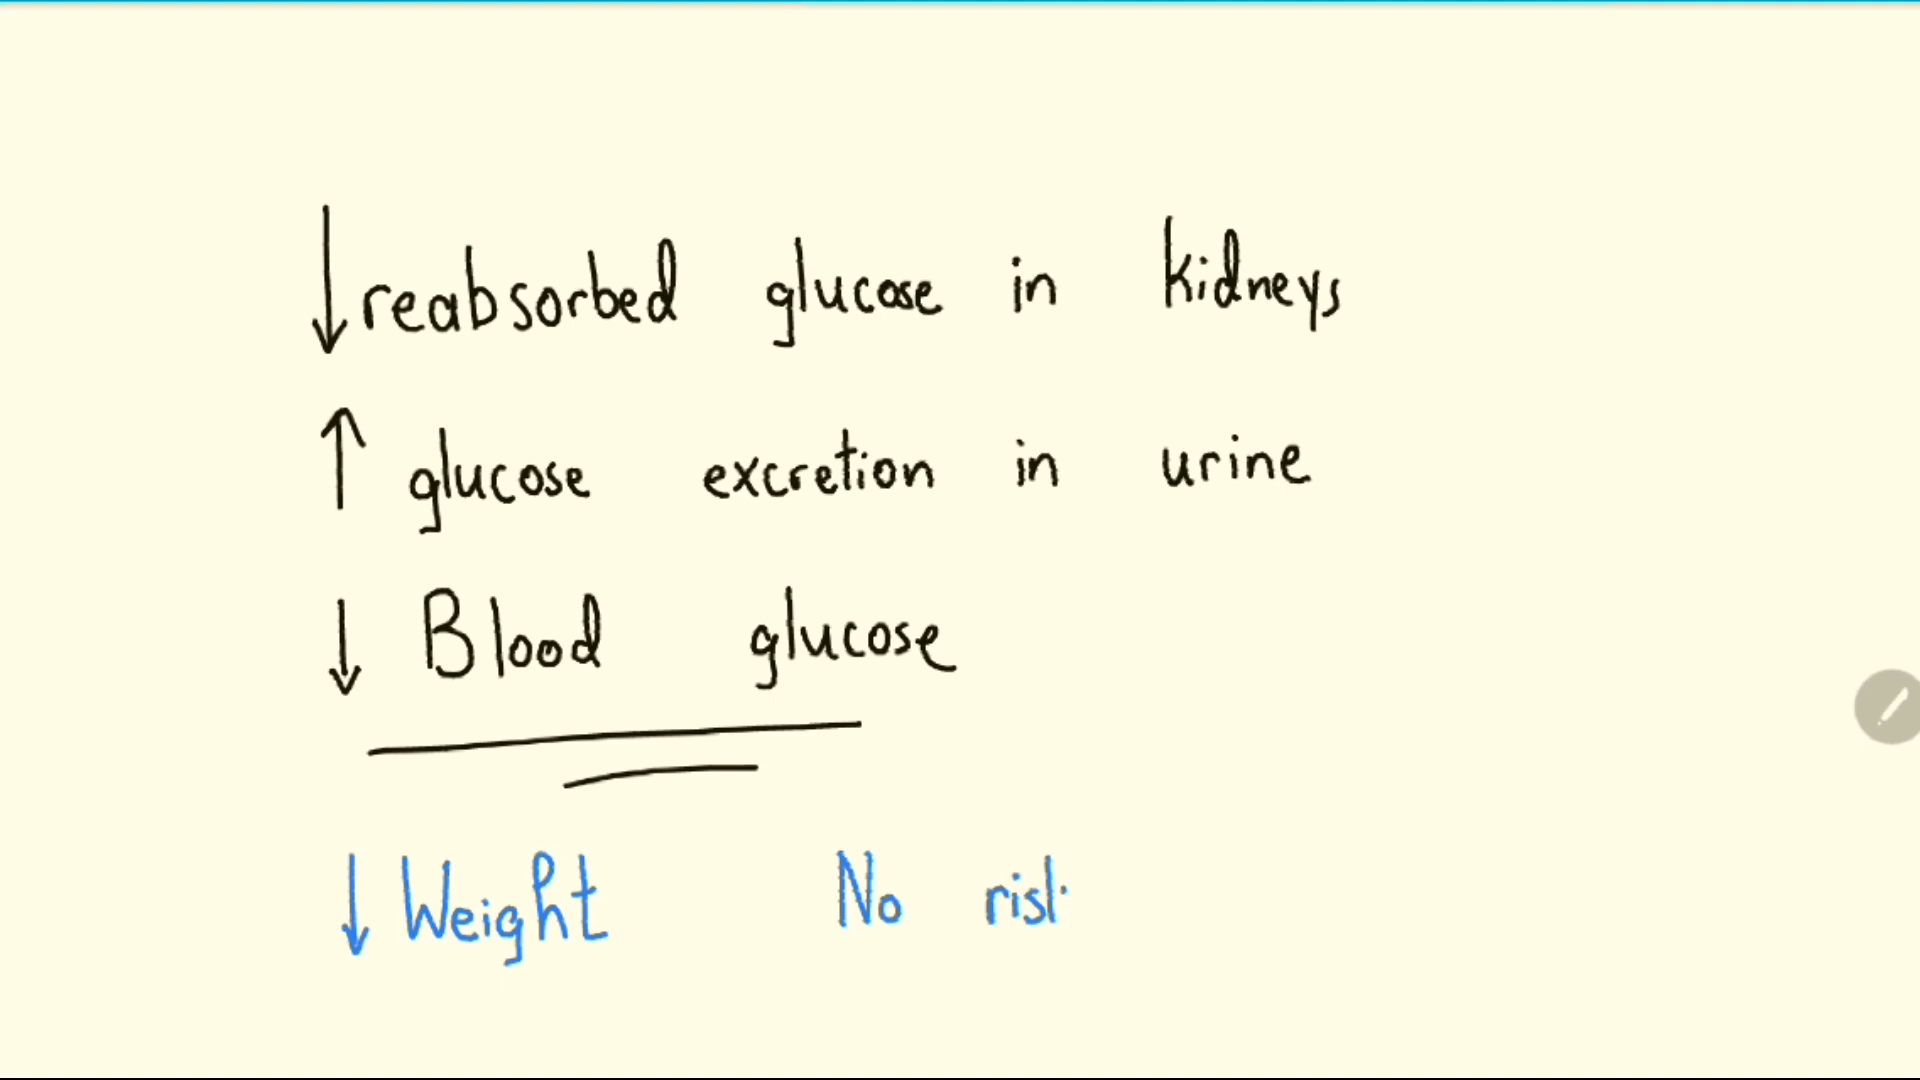 ↓ reabsorbed glucose in kidneys
↑ glucose excretion in urine
↓ Blood glucose
↓ Weight No